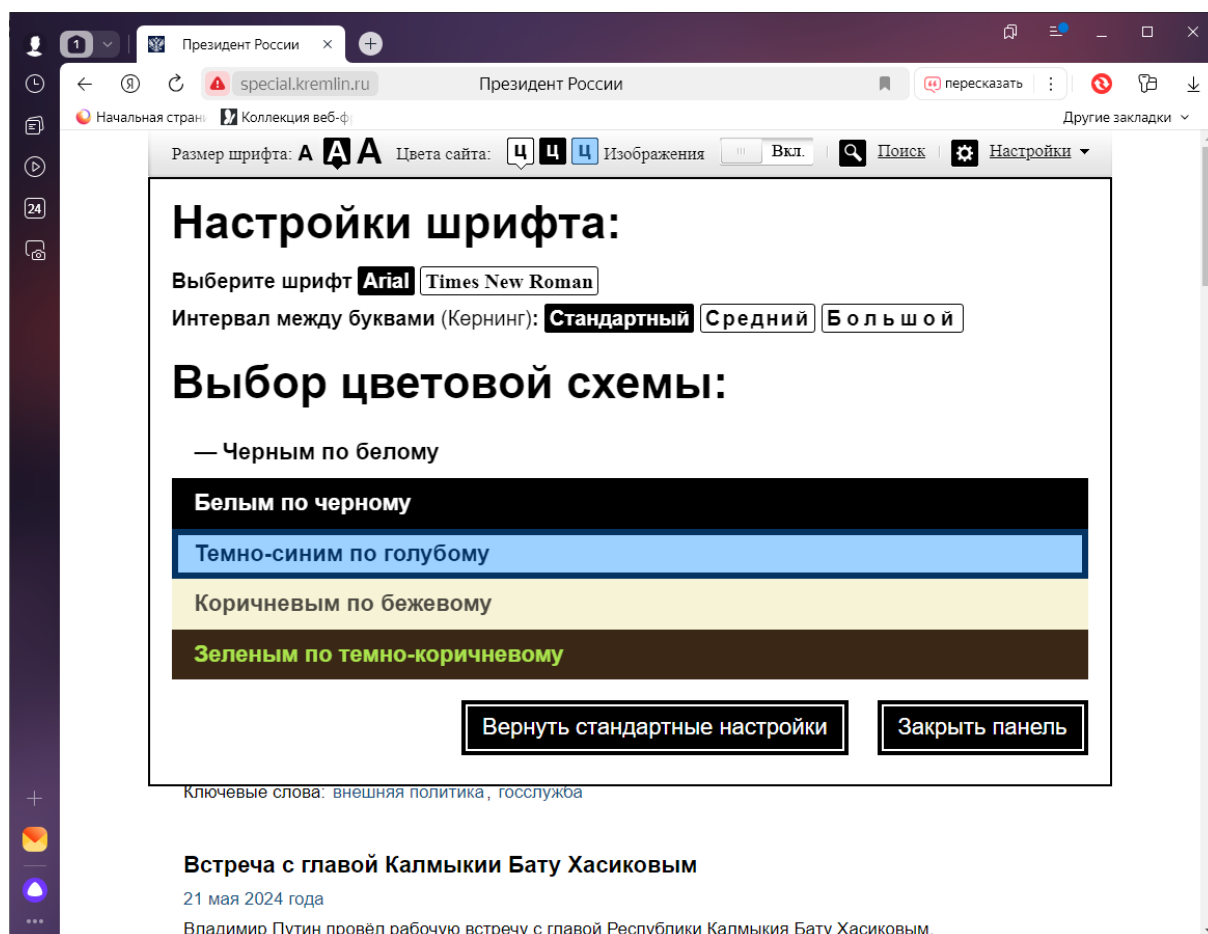 1 Президент России
special.kremlin.ru Президент России пересказать
Начальная стран Коллекция веб-ф Другие закладки
Размер шрифта: А А А Цвета сайта: Ц Ц Ц Изображения Вкл. Поиск Настройки
24
Настройки шрифта:
Выберите шрифт Arial Times New Roman
Интервал между буквами (Кернинг): Стандартный Средний Большой
Выбор цветовой схемы:
— Черным по белому
Белым по черному
Темно-синим по голубому
Коричневым по бежевому
Зеленым по темно-коричневому
Вернуть стандартные настройки Закрыть панель
Ключевые слова: внешняя политика, госслужба
Встреча с главой Калмыкии Бату Хасиковым
21 мая 2024 года
Владимир Путин провёл рабочую встречу с главой Республики Калмыкия Бату Хасиковым.